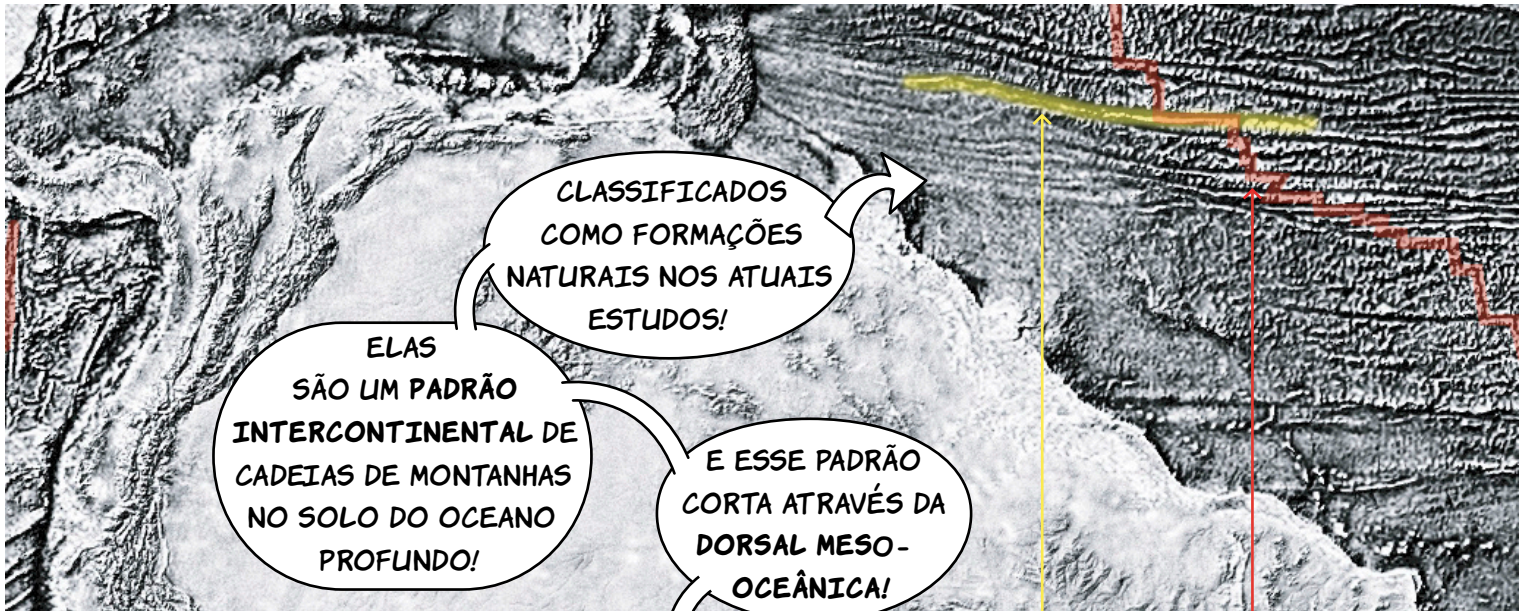 CLASSIFICADOS
COMO FORMAÇÕES
NATURAIS NOS ATUAIS
ESTUDOS!
ELAS
SÃO UM PADRÃO
INTERCONTINENTAL DE
CADEIAS DE MONTANHAS
NO SOLO DO OCEANO
PROFUNDO!
E ESSE PADRÃO
CORTA ATRAVÉS DA
DORSAL MESO-
OCEÂNICA!